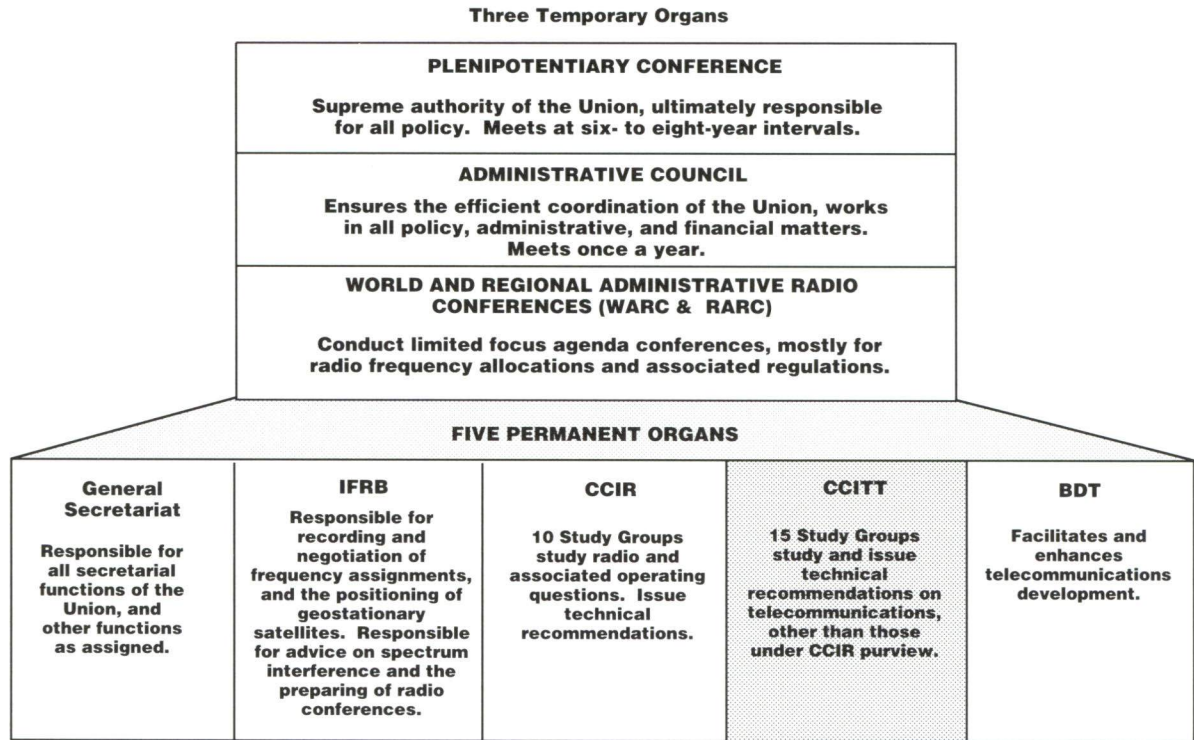 Three Temporary Organs
PLENIPOTENTIARY CONFERENCE
Supreme authority of the Union, ultimately responsible
for all policy. Meets at six- to eight-year intervals.
ADMINISTRATIVE COUNCIL
Ensures the efficient coordination of the Union, works
in all policy, administrative, and financial matters.
Meets once a year.
WORLD AND REGIONAL ADMINISTRATIVE RADIO
CONFERENCES (WARC & RARC)
Conduct limited focus agenda conferences, mostly for
radio frequency allocations and associated regulations.
FIVE PERMANENT ORGANS
General
Secretariat
Responsible for
all secretarial
functions of the
Union, and
other functions
as assigned.
IFRB
Responsible for
recording and
negotiation of
frequency assignments,
and the positioning of
geostationary
satellites. Responsible
for advice on spectrum
interference and the
preparing of radio
conferences.
CCIR
10 Study Groups
study radio and
associated operating
questions. Issue
technical
recommendations.
CCITT
15 Study Groups
study and issue
technical
recommendations on
telecommunications,
other than those
under CCIR purview.
BDT
Facilitates and
enhances
telecommunications
development.